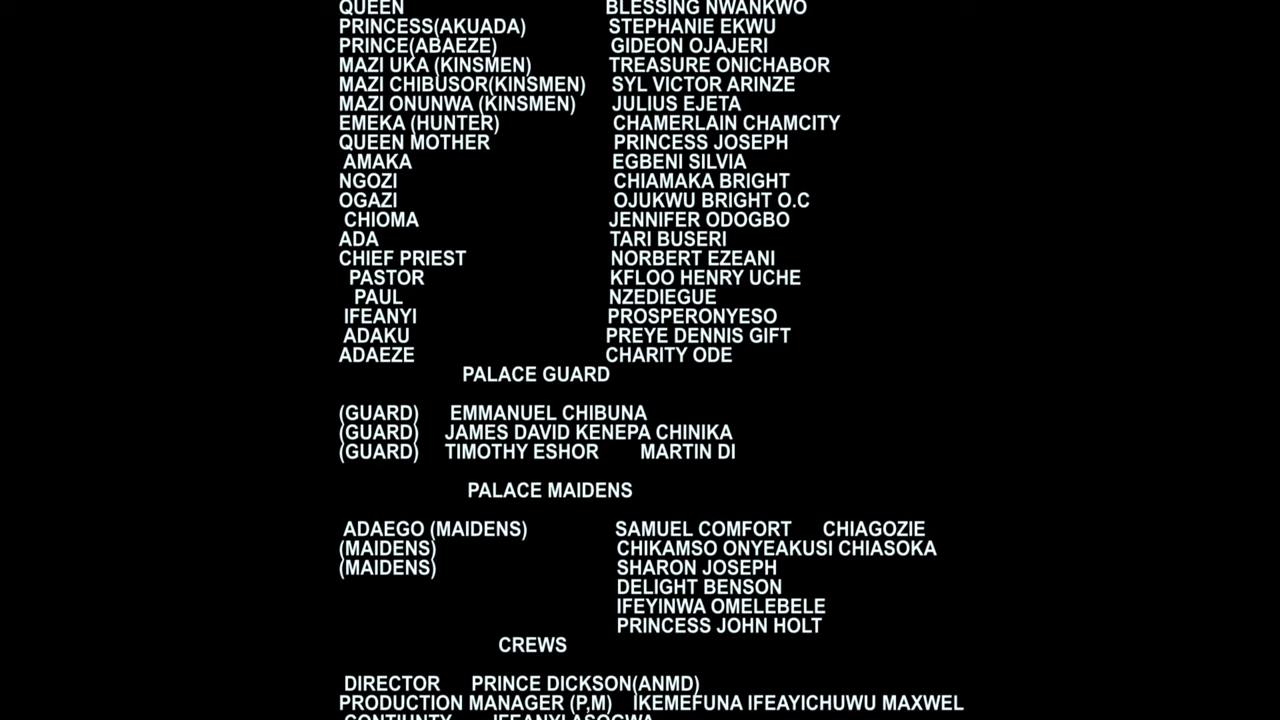 QUEEN BLESSING NWANKWO
PRINCESS(AKUADA) STEPHANIE EKWU
PRINCE(ABAEZE) GIDEON OJAJERI
MAZI UKA (KINSMEN) TREASURE ONICHABOR
MAZI CHIBUSOR(KINSMEN) SYL VICTOR ARINZE
MAZI ONUNWA (KINSMEN) JULIUS EJETA
EMEKA (HUNTER) CHAMERLAIN CHAMCITY
QUEEN MOTHER PRINCESS JOSEPH
AMAKA EGBENI SILVIA
NGOZI CHIAMAKA BRIGHT
OGAZI OJUKWU BRIGHT O.C
CHIOMA JENNIFER ODOGBO
ADA TARI BUSERI
CHIEF PRIEST NORBERT EZEANI
PASTOR KFLOO HENRY UCHE
PAUL NZEDIEGUE
IFEANYI PROSPERONYESO
ADAKU PREYE DENNIS GIFT
ADAEZE CHARITY ODE
PALACE GUARD
(GUARD) EMMANUEL CHIBUNA
(GUARD) JAMES DAVID KENEPA CHINIKA
(GUARD) TIMOTHY ESHOR MARTIN DI
PALACE MAIDENS
ADAEGO (MAIDENS) SAMUEL COMFORT CHIAGOZIE
(MAIDENS) CHIKAMSO ONYEAKUSI CHIASOKA
(MAIDENS) SHARON JOSEPH
DELIGHT BENSON
IFEYINWA OMELEBELE
PRINCESS JOHN HOLT
CREWS
DIRECTOR PRINCE DICKSON(ANMD)
PRODUCTION MANAGER (P,M) IKEMEFUNA IFEAYICHUWU MAXWEL
CONTIUNTY IFEANYI ASOGWA